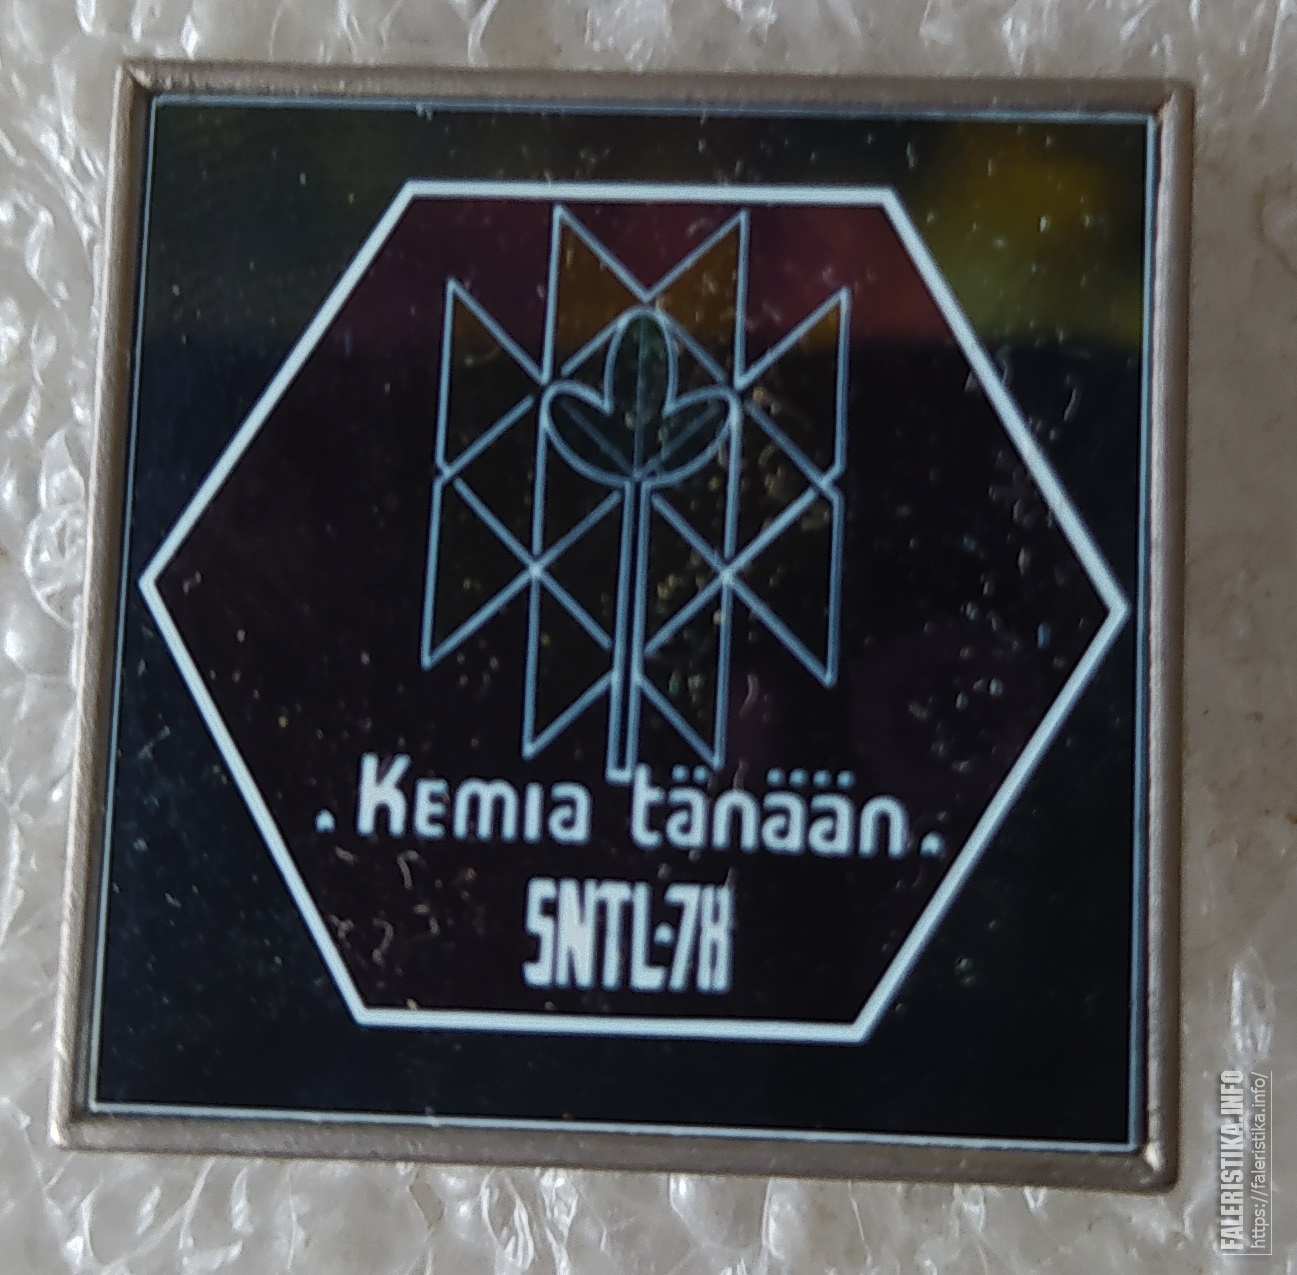 . Kemia tänään.
SNTL-78
FALERISTIKA.INFO
https://faleristika.info/